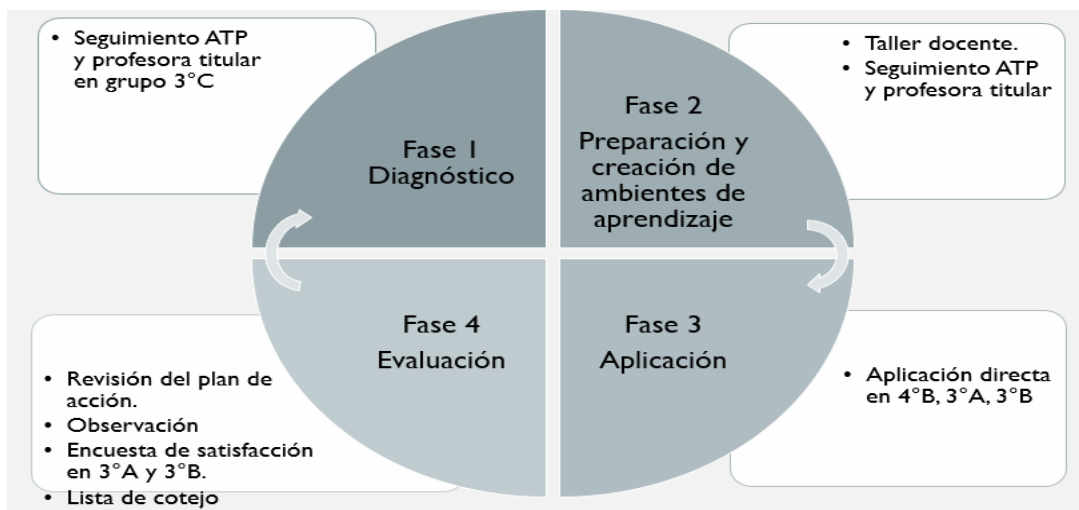 • Seguimiento ATP
y profesora titular
en grupo 3°C
Fase 1
Diagnóstico
Fase 2
Preparación y
creación de
ambientes de
aprendizaje
• Taller docente.
• Seguimiento ATP
y profesora titular
Fase 4
Evaluación
• Revisión del plan de
acción.
• Observación
• Encuesta de satisfacción
en 3°A y 3°B.
• Lista de cotejo
Fase 3
Aplicación
• Aplicación directa
en 4°B, 3°A, 3°B